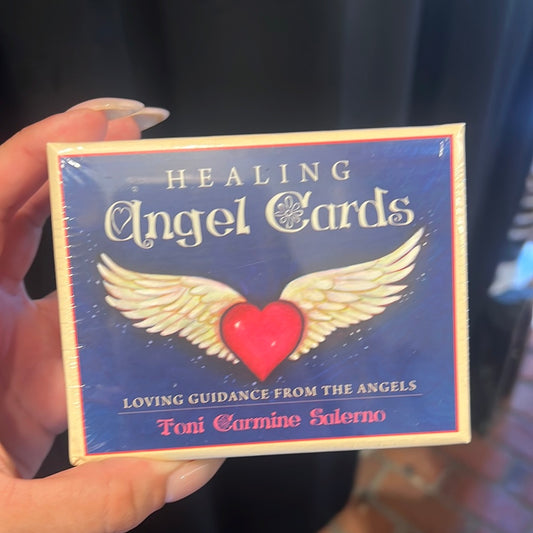 HEALING
Angel Cards
LOVING GUIDANCE FROM THE ANGELS
Toni Carmine Salerno